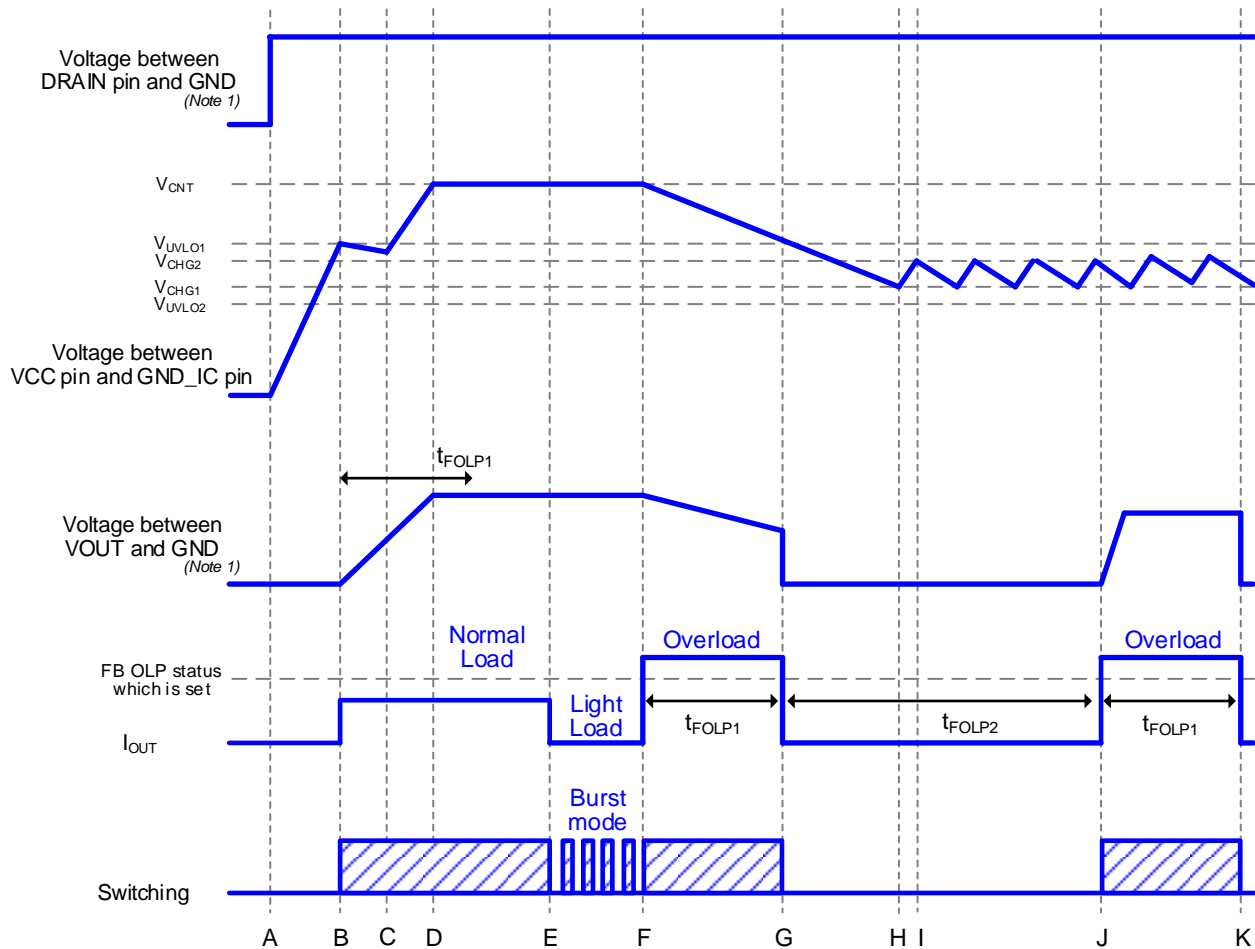 Voltage between
DRAIN pin and GND
(Note 1)
VCNT
VUVLO1
VCHG2
VCHG1
VUVLO2
Voltage between
VCC pin and GND_IC pin
tFOLP1
Voltage between
VOUT and GND
(Note 1)
Normal
Load
Overload
Overload
FB OLP status
which is set
Light
Load
tFOLP1
tFOLP2
tFOLP1
IOUT
Burst
mode
Switching
A B C D E F G H I J K